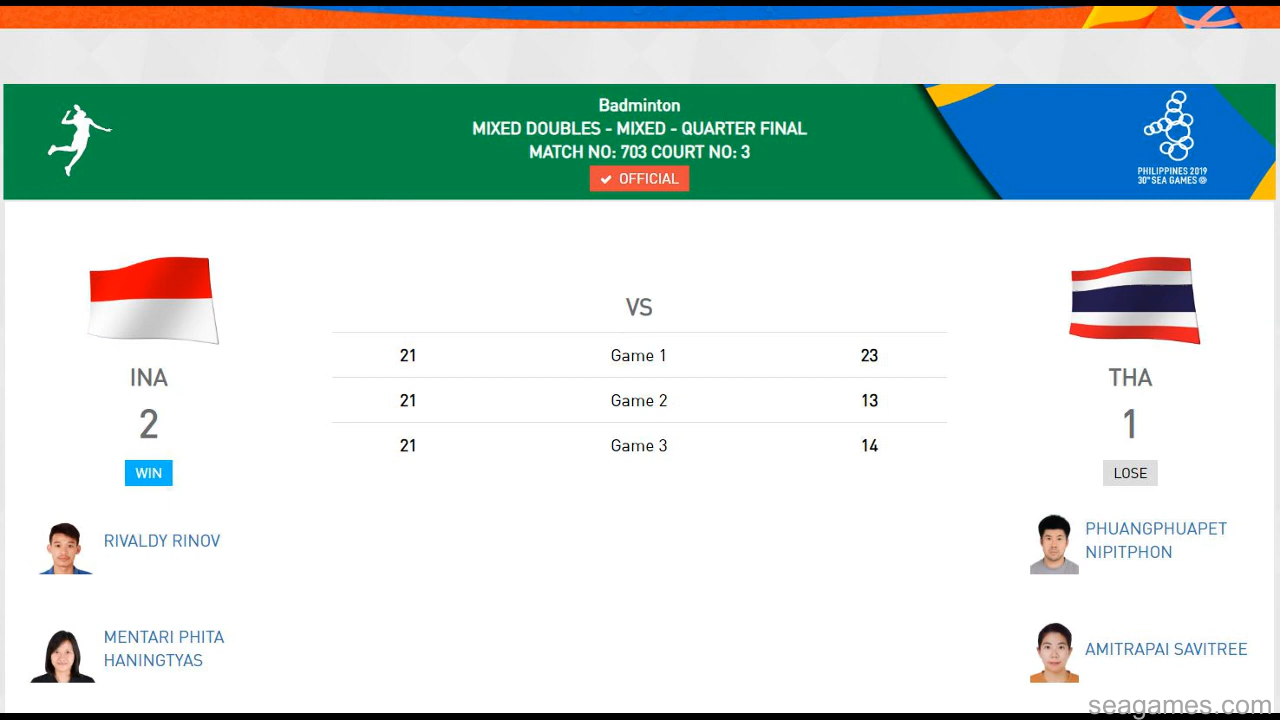 Badminton
MIXED DOUBLES - MIXED - QUARTER FINAL
MATCH NO: 703 COURT NO: 3
OFFICIAL
PHILIPPINES 2019
30TH SEA GAMES
VS
21 Game 1 23
21 Game 2 13
21 Game 3 14
INA
2
WIN
RIVALDY RINOV
MENTARI PHITA
HANINGTYAS
THA
1
LOSE
PHUANGPHUAPET
NIPITPHON
AMITRAPAI SAVITREE
seagames.com